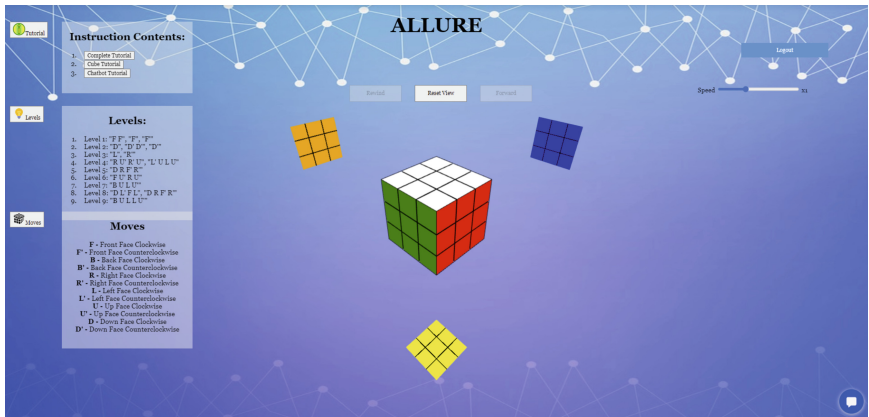 ALLURE
Tutorial
Instruction Contents:
1. Complete Tutorial
2. Cube Tutorial
3. Chatbot Tutorial
Logout
Rewind
Reset View
Forward
Speed
x1
Levels
Levels:
1. Level 1: "F F", "F", "F'"
2. Level 2: "D", "D' D'", "D'"
3. Level 3: "L", "R'"
4. Level 4: "R U' R' U", "L' U L U'"
5. Level 5: "D R F' R'"
6. Level 6: "F U' R U"
7. Level 7: "B U L U'"
8. Level 8: "D L' F L", "D R F' R'"
9. Level 9: "B U L L U'"
Moves
Moves
F - Front Face Clockwise
F' - Front Face Counterclockwise
B - Back Face Clockwise
B' - Back Face Counterclockwise
R - Right Face Clockwise
R' - Right Face Counterclockwise
L - Left Face Clockwise
L' - Left Face Counterclockwise
U - Up Face Clockwise
U' - Up Face Counterclockwise
D - Down Face Clockwise
D' - Down Face Counterclockwise